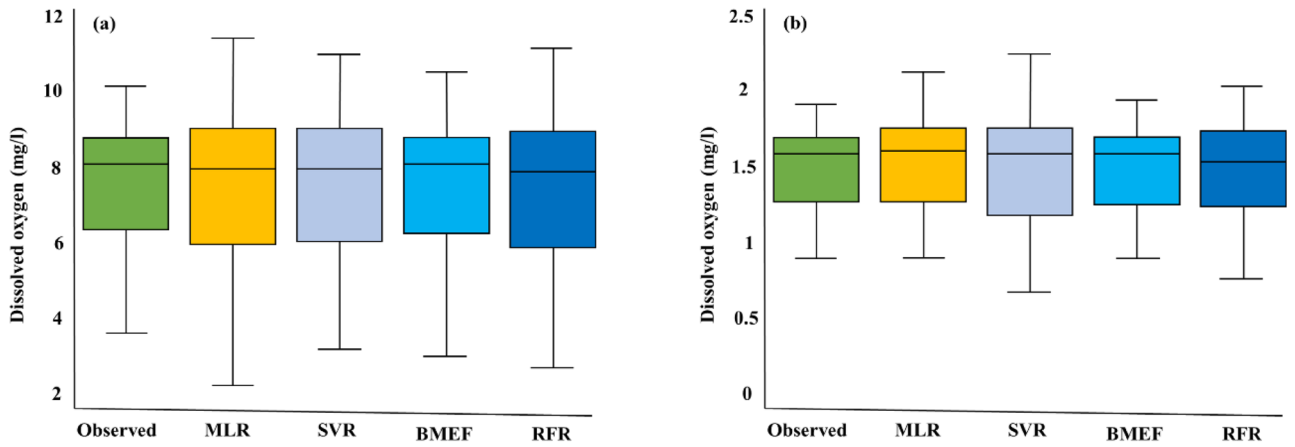 (a)
Dissolved oxygen (mg/l)
12
10
8
6
4
2
Observed MLR SVR BMEF RFR
(b)
Dissolved oxygen (mg/l)
2.5
2
1.5
1
0.5
0
Observed MLR SVR BMEF RFR